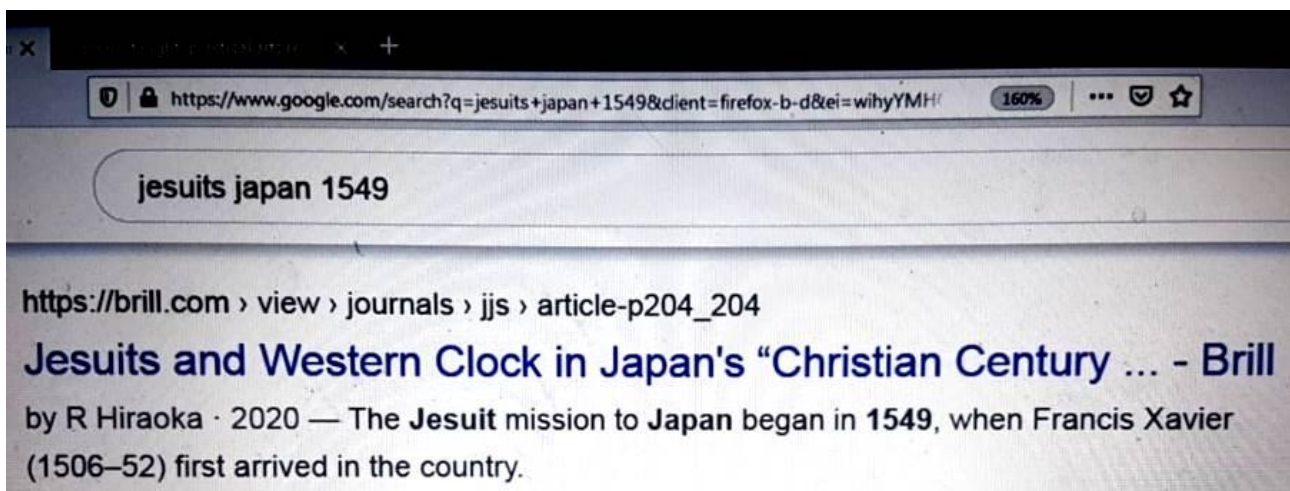 https://www.google.com/search?q=jesuits+japan+1549&client=firefox-b-d&ei=wihyYMH
160%
jesuits japan 1549
https://brill.com › view › journals › jjs › article-p204_204
Jesuits and Western Clock in Japan's “Christian Century ... - Brill
by R Hiraoka · 2020 — The Jesuit mission to Japan began in 1549, when Francis Xavier
(1506–52) first arrived in the country.